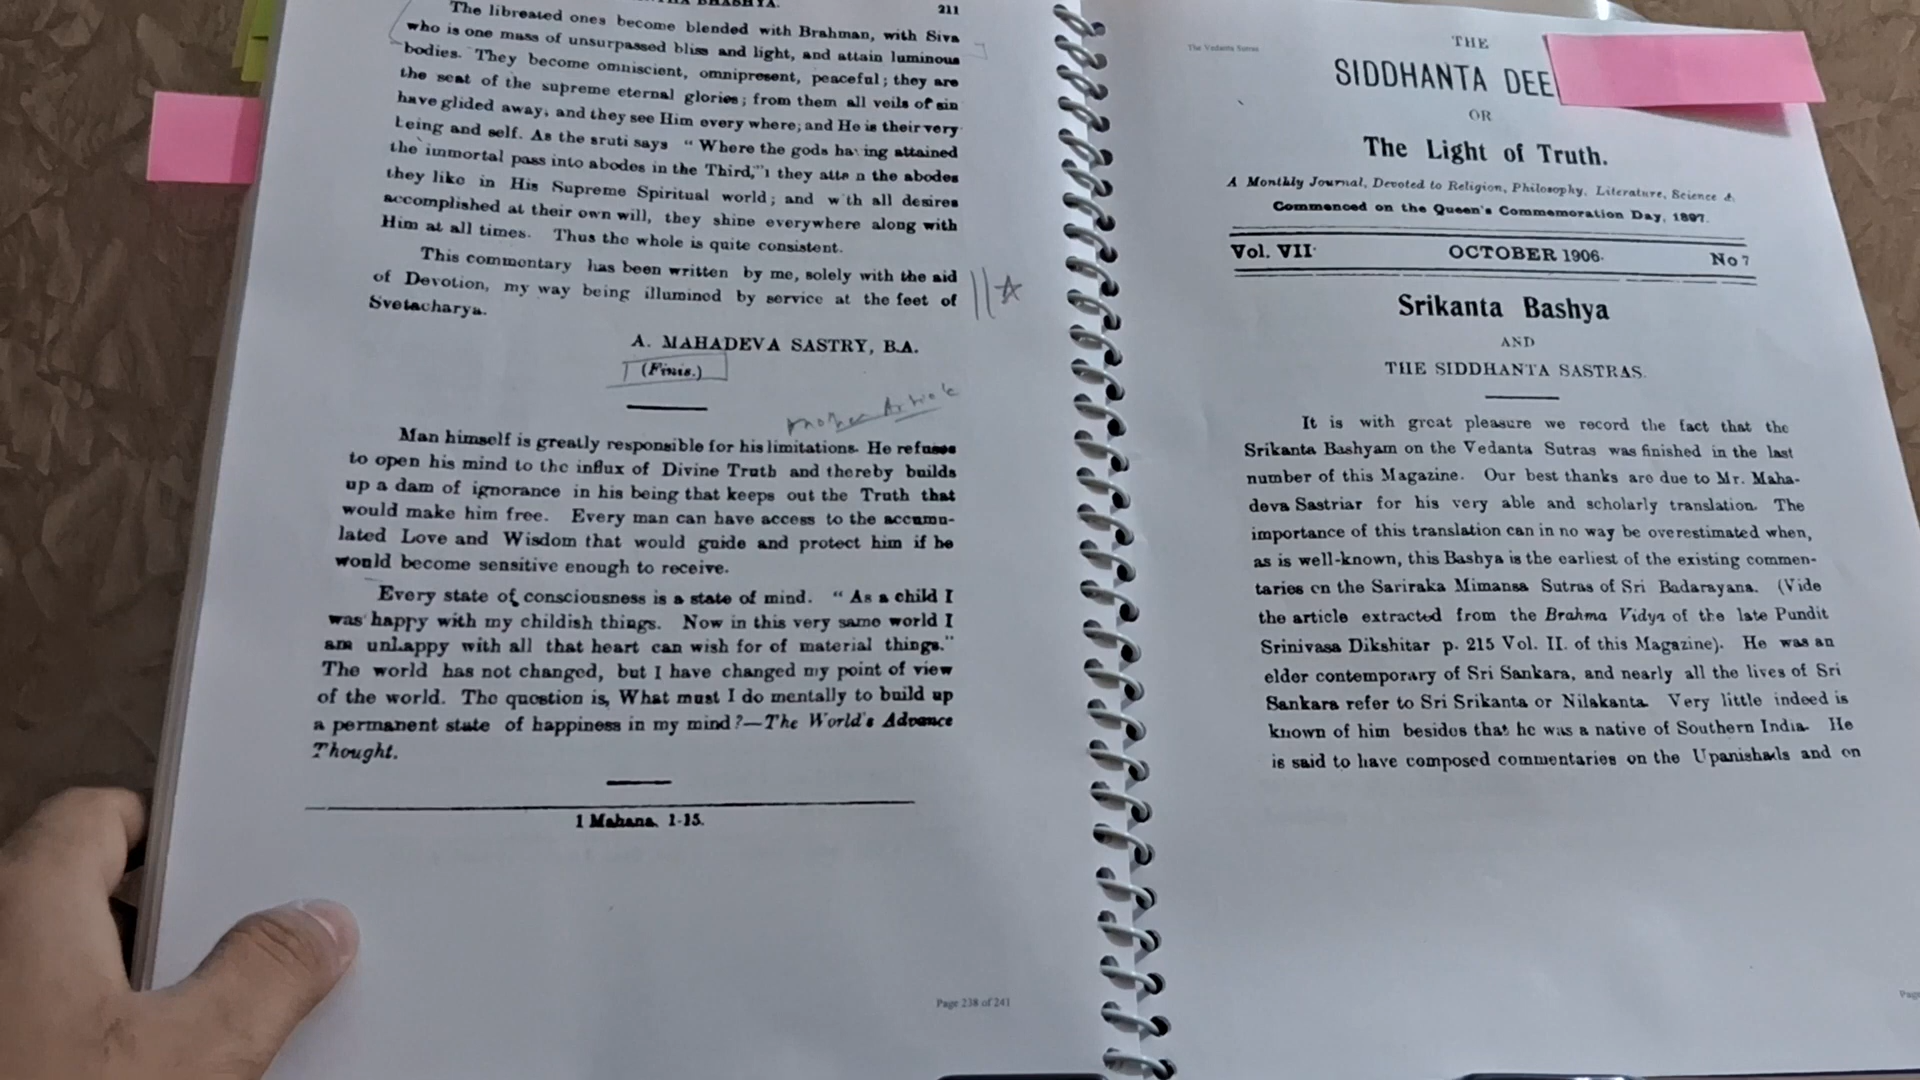 BHASHYA.
211
The libreated ones become blended with Brahman, with Siva
who is one mass of unsurpassed bliss and light, and attain luminous
bodies. They become omniscient, omnipresent, peaceful; they are
the seat of the supreme eternal glories; from them all veils of sin
have glided away, and they see Him every where; and He is their very
being and self. As the sruti says " Where the gods having attained
the immortal pass into abodes in the Third,"1 they atta n the abodes
they like in His Supreme Spiritual world; and w th all desires
accomplished at their own will, they shine everywhere along with
Him at all times. Thus the whole is quite consistent.
This commentary has been written by me, solely with the aid
of Devotion, my way being illumined by service at the feet of
Svetacharya.
A. MAHADEVA SASTRY, B.A.
(Finis.)
Article
Man himself is greatly responsible for his limitations. He refuses
to open his mind to the influx of Divine Truth and thereby builds
up a dam of ignorance in his being that keeps out the Truth that
would make him free. Every man can have access to the accumu-
lated Love and Wisdom that would guide and protect him if he
would become sensitive enough to receive.
Every state of consciousness is a state of mind. " As a child I
was happy with my childish things. Now in this very same world I
am unhappy with all that heart can wish for of material things."
The world has not changed, but I have changed my point of view
of the world. The question is, What must I do mentally to build up
a permanent state of happiness in my mind?—The World's Advance
Thought.
1 Mahana. 1-15.
Page 238 of 241
The Vedanta Sutras
THE
SIDDHANTA DEE
OR
The Light of Truth.
A Monthly Journal, Devoted to Religion, Philosophy, Literature, Science &.
Commenced on the Queen's Commemoration Day, 1897.
Vol. VII. OCTOBER 1906. No 7
Srikanta Bashya
AND
THE SIDDHANTA SASTRAS.
It is with great pleasure we record the fact that the
Srikanta Bashyam on the Vedanta Sutras was finished in the last
number of this Magazine. Our best thanks are due to Mr. Maha-
deva Sastriar for his very able and scholarly translation. The
importance of this translation can in no way be overestimated when,
as is well-known, this Bashya is the earliest of the existing commen-
taries on the Sariraka Mimansa Sutras of Sri Badarayana. (Vide
the article extracted from the Brahma Vidya of the late Pundit
Srinivasa Dikshitar p. 215 Vol. II. of this Magazine). He was an
elder contemporary of Sri Sankara, and nearly all the lives of Sri
Sankara refer to Sri Srikanta or Nilakanta. Very little indeed is
known of him besides that he was a native of Southern India. He
is said to have composed commentaries on the Upanishads and on
Page